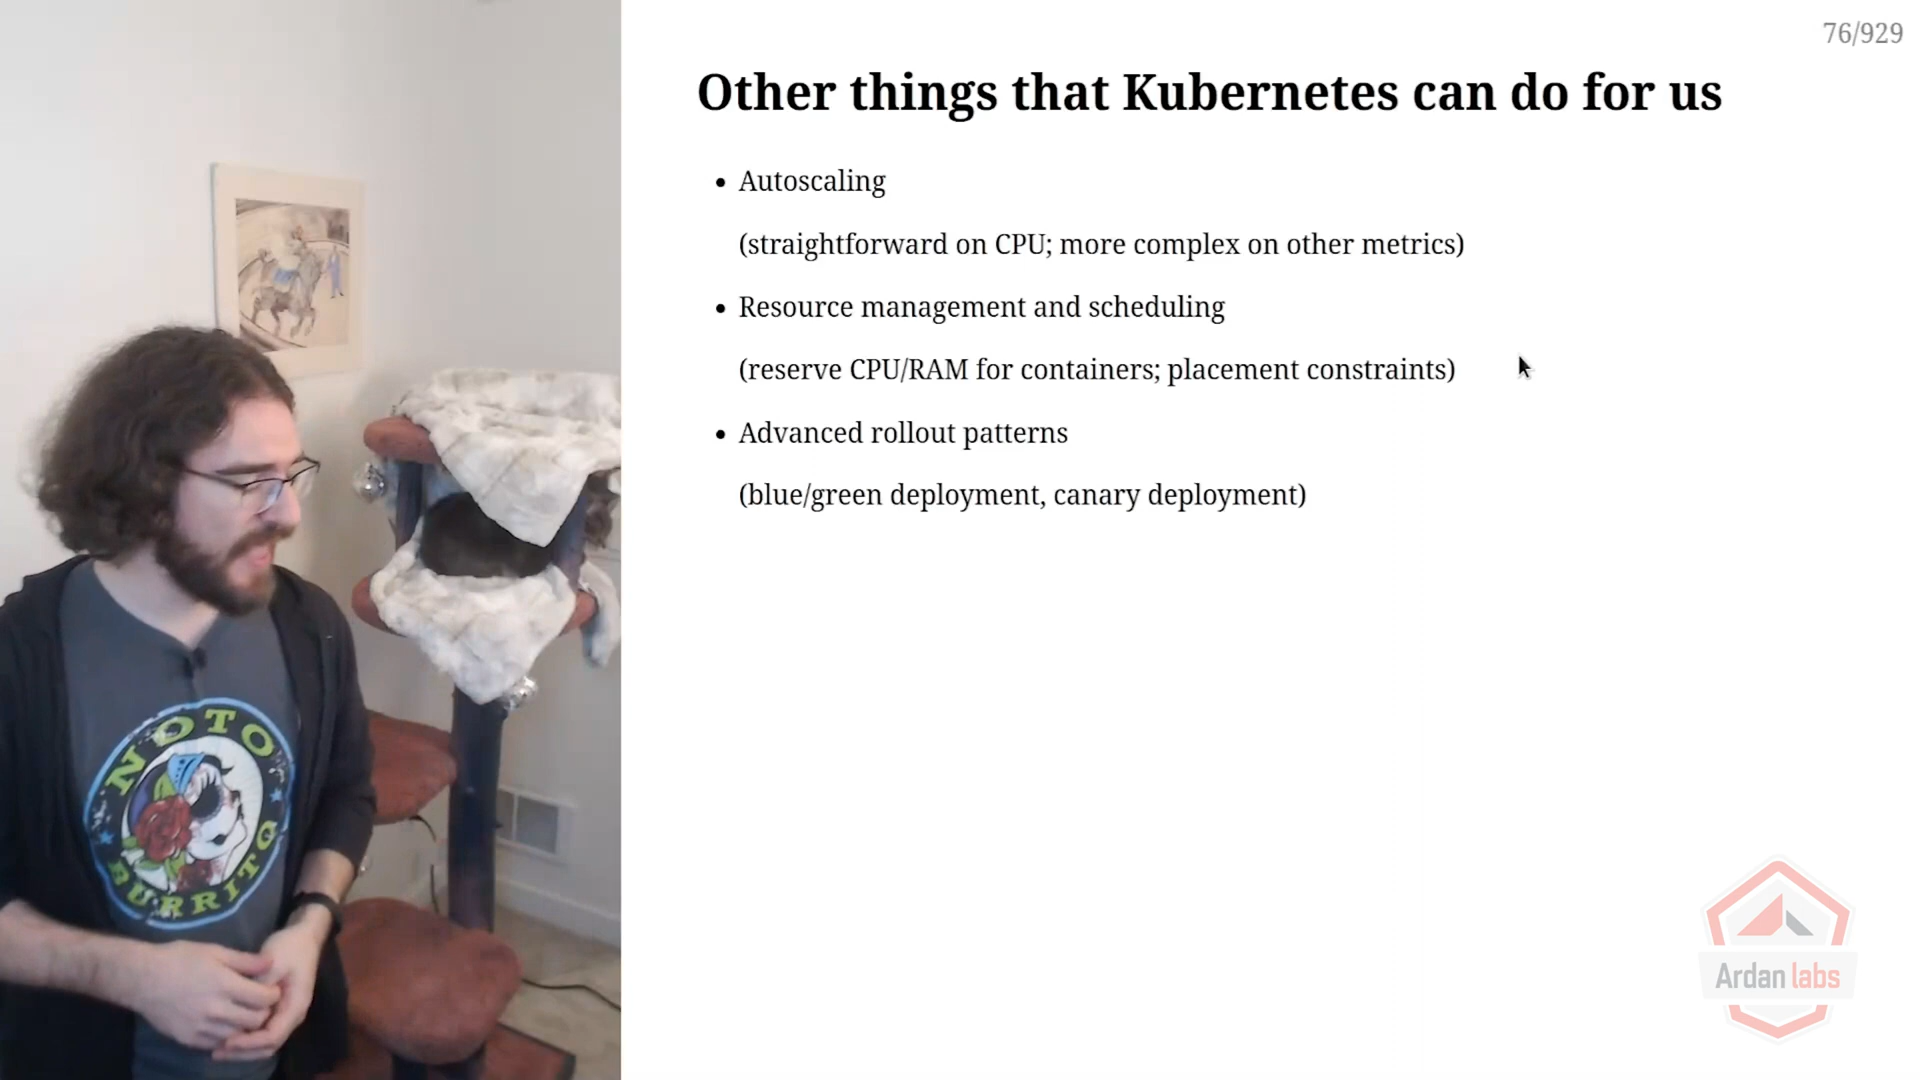 76/929
Other things that Kubernetes can do for us
• Autoscaling
(straightforward on CPU; more complex on other metrics)
• Resource management and scheduling
(reserve CPU/RAM for containers; placement constraints)
• Advanced rollout patterns
(blue/green deployment, canary deployment)
NOTO
BURRITO
Ardan labs